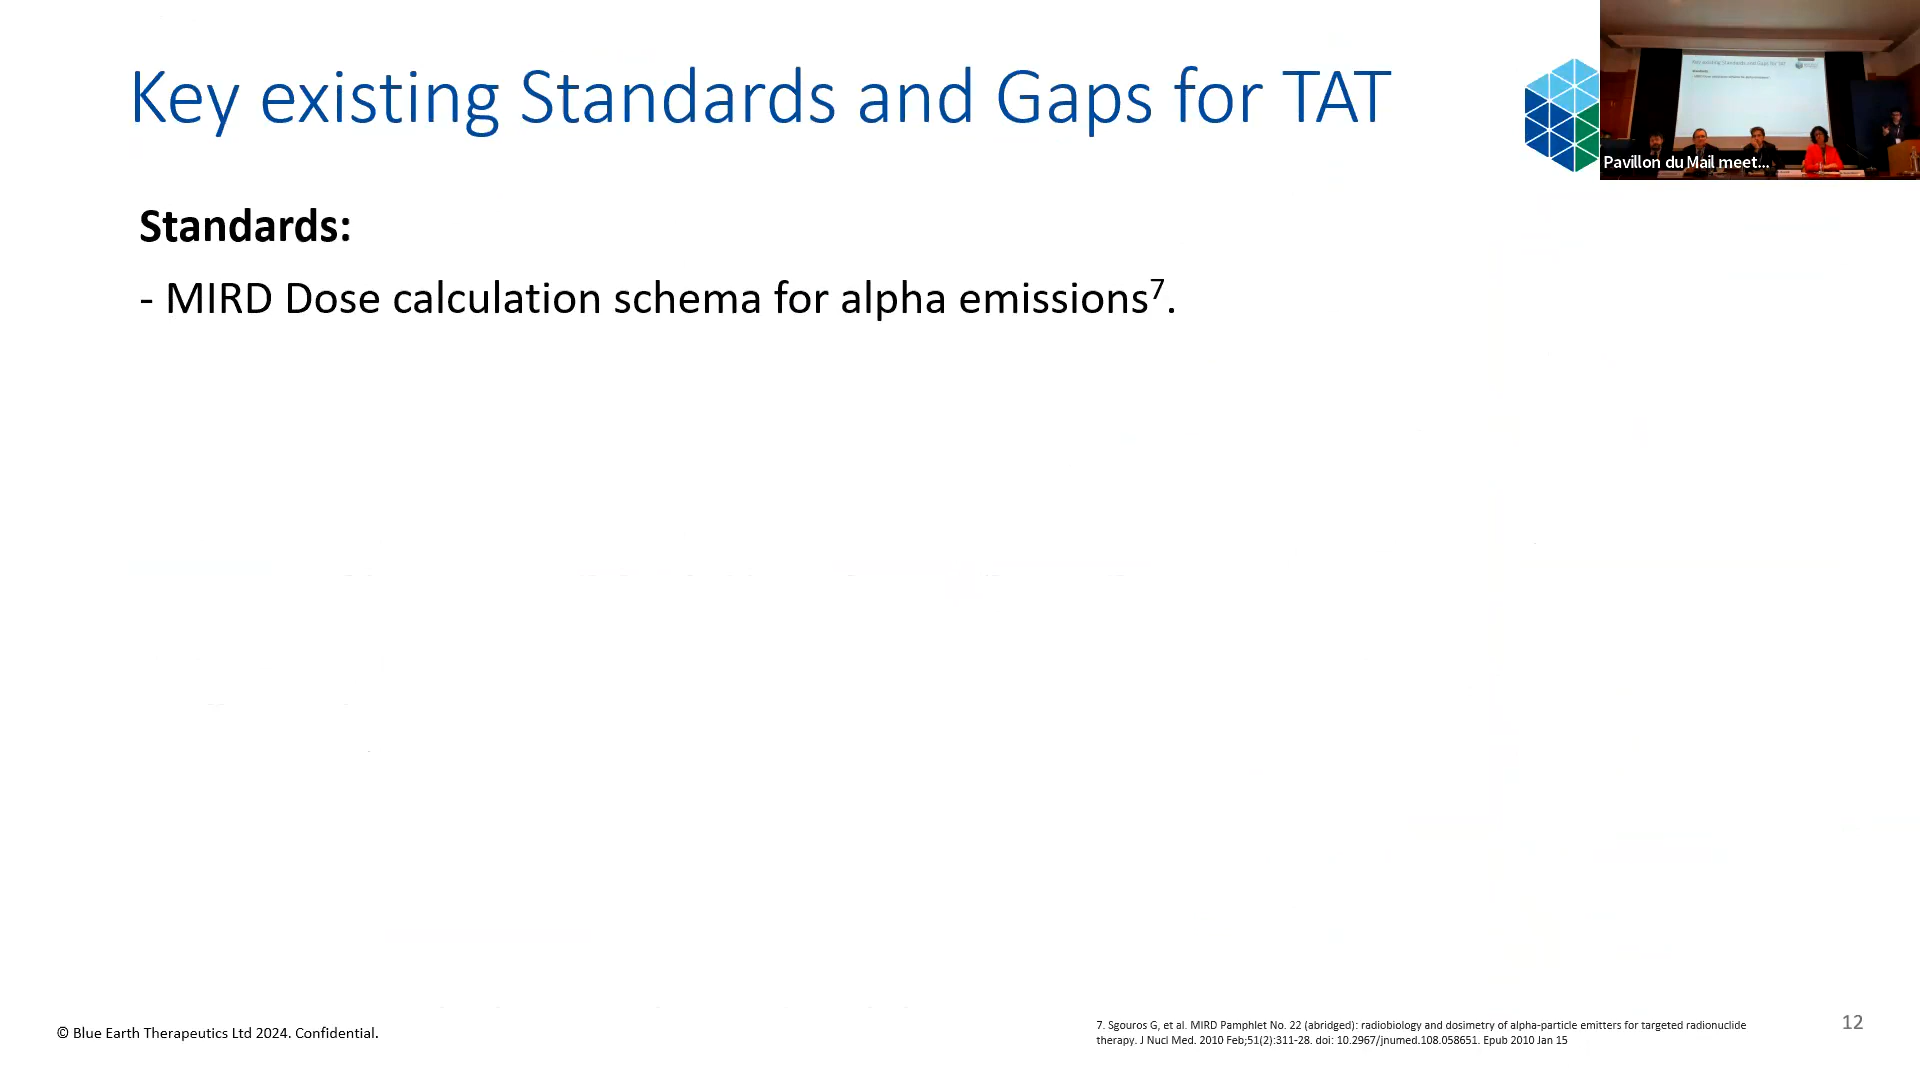 Key existing Standards and Gaps for TAT
Pavillon du Mail meet...
Standards:
- MIRD Dose calculation schema for alpha emissions⁷.
© Blue Earth Therapeutics Ltd 2024. Confidential.
7. Sgouros G, et al. MIRD Pamphlet No. 22 (abridged): radiobiology and dosimetry of alpha-particle emitters for targeted radionuclide
therapy. J Nucl Med. 2010 Feb;51(2):311-28. doi: 10.2967/jnumed.108.058651. Epub 2010 Jan 15
12